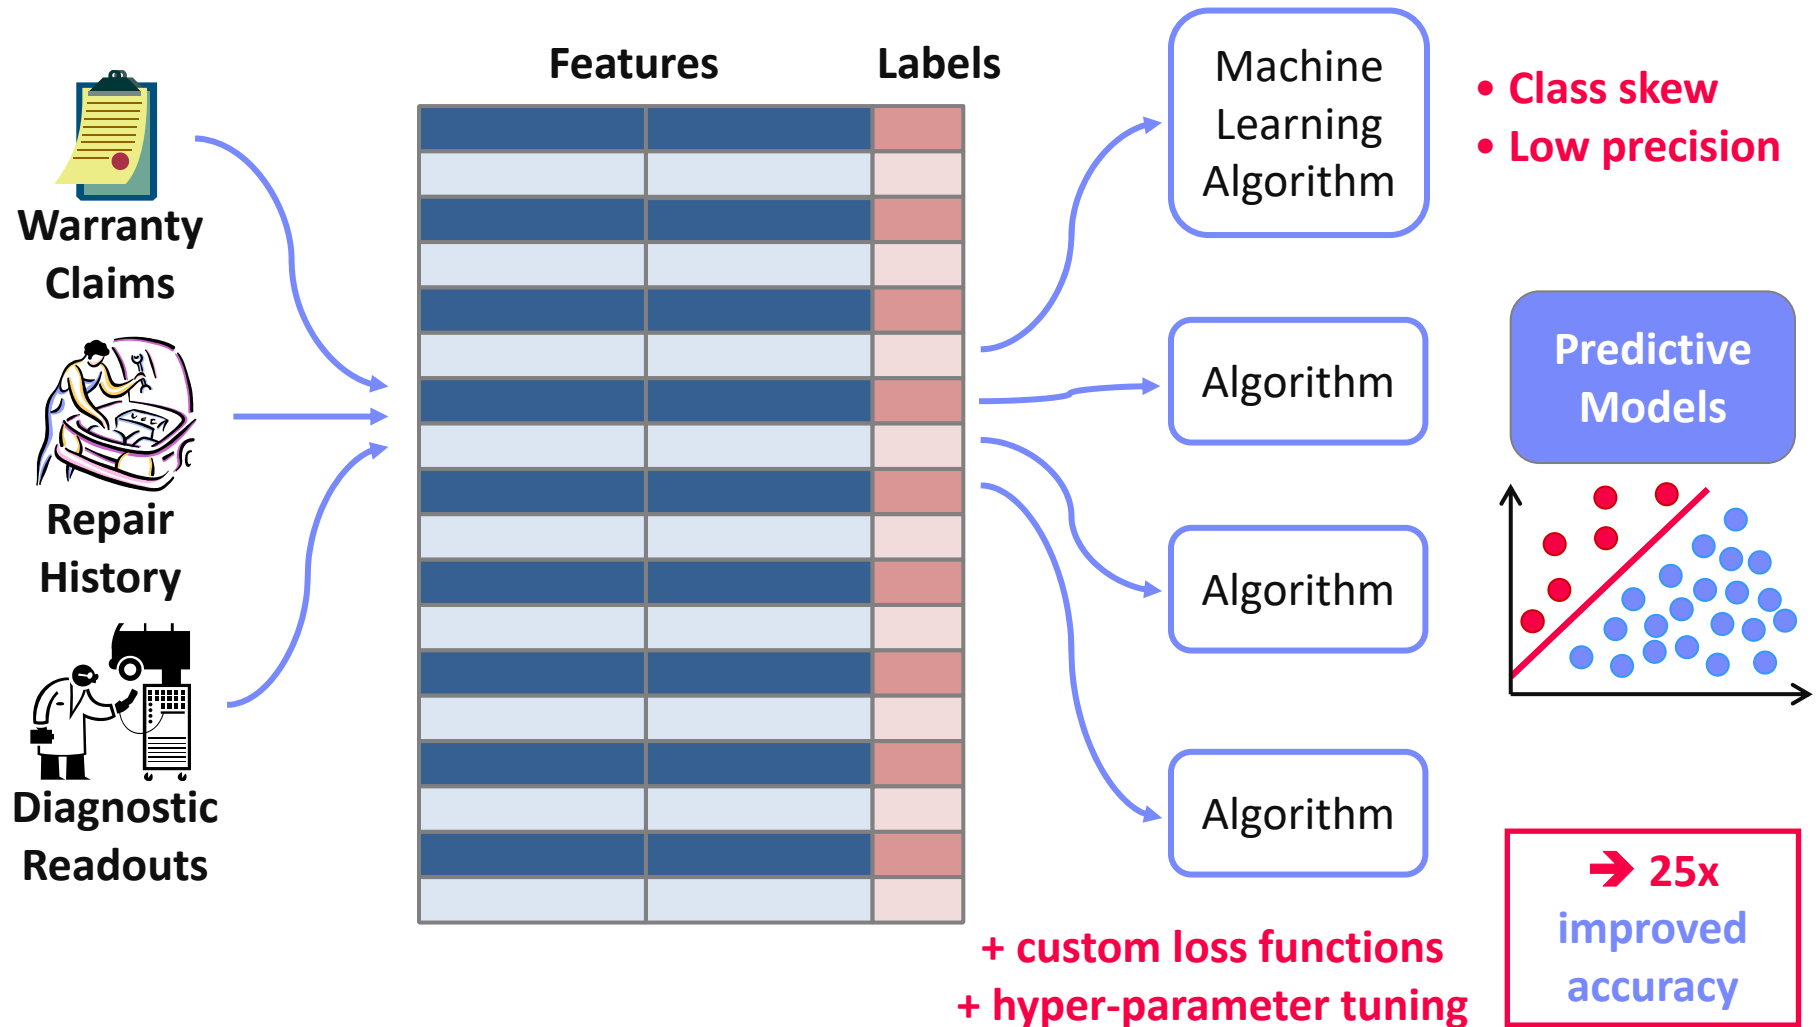 Warranty
Claims
Repair
History
Diagnostic
Readouts
Features
Labels
Machine
Learning
Algorithm
Algorithm
Algorithm
Algorithm
+ custom loss functions
+ hyper-parameter tuning
• Class skew
• Low precision
Predictive
Models
➔ 25x
improved
accuracy